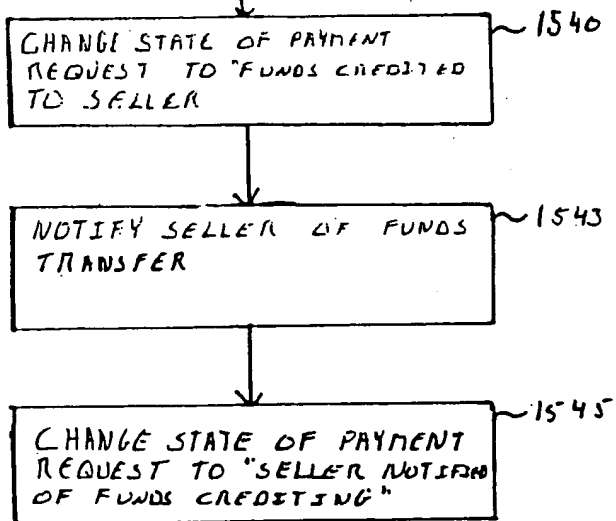 1540
CHANGE STATE OF PAYMENT
REQUEST TO "FUNDS CREDITED
TO SELLER
1543
NOTIFY SELLER OF FUNDS
TRANSFER
1545
CHANGE STATE OF PAYMENT
REQUEST TO "SELLER NOTIFIED
OF FUNDS CREDITING"